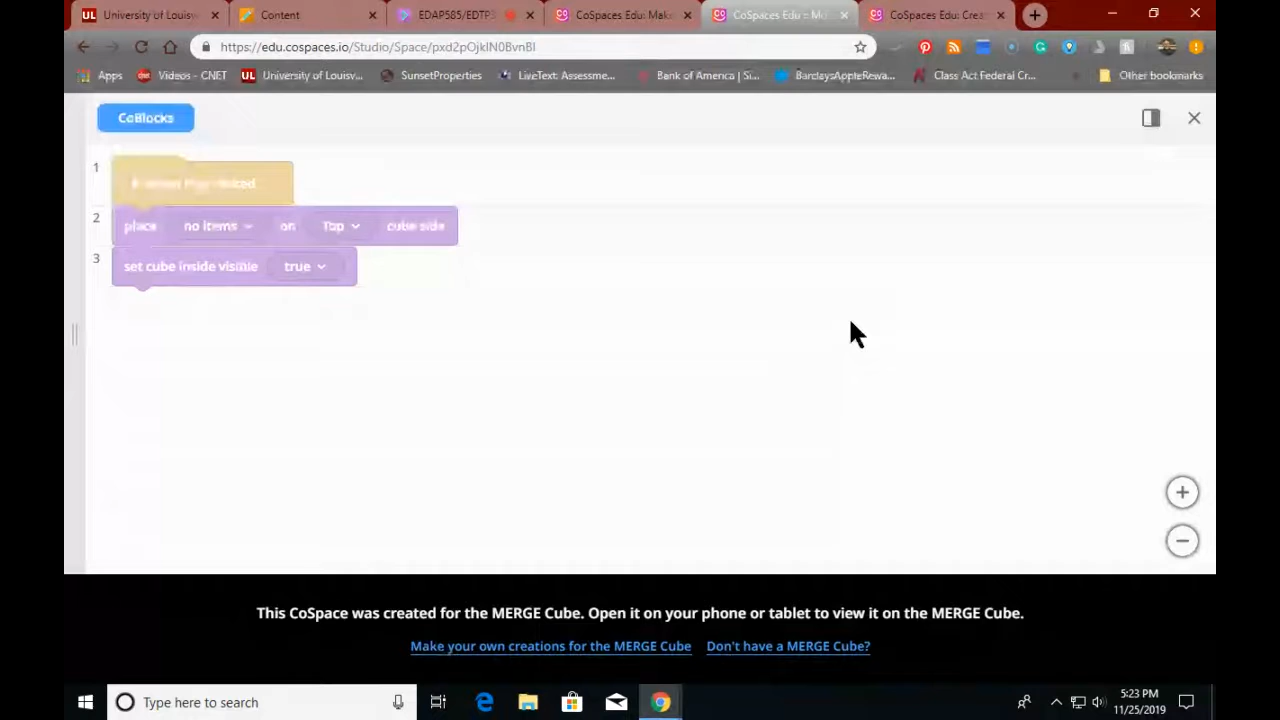 University of Louisv
Content
EDAP585/EDTP
CoSpaces Edu: Mak
CoSpaces Edu
CoSpaces Edu: Crea
https://edu.cospaces.io/Studio/Space/pxd2pOjkIN0BvnBI
Apps
Videos - CNET
University of Louisv...
SunsetProperties
LiveText: Assessme...
Bank of America | Si...
BarclaysAppleRewa...
Class Act Federal Cr...
Other bookmarks
CoBlocks
1
2 place no items on Top cube side
3 set cube inside visible true
This CoSpace was created for the MERGE Cube. Open it on your phone or tablet to view it on the MERGE Cube.
Make your own creations for the MERGE Cube Don't have a MERGE Cube?
Type here to search
5:23 PM
11/25/2019